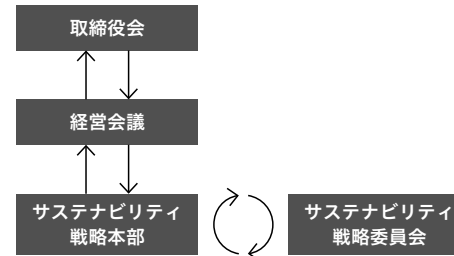 取締役会
経営会議
サステナビリティ
戦略本部
サステナビリティ
戦略委員会